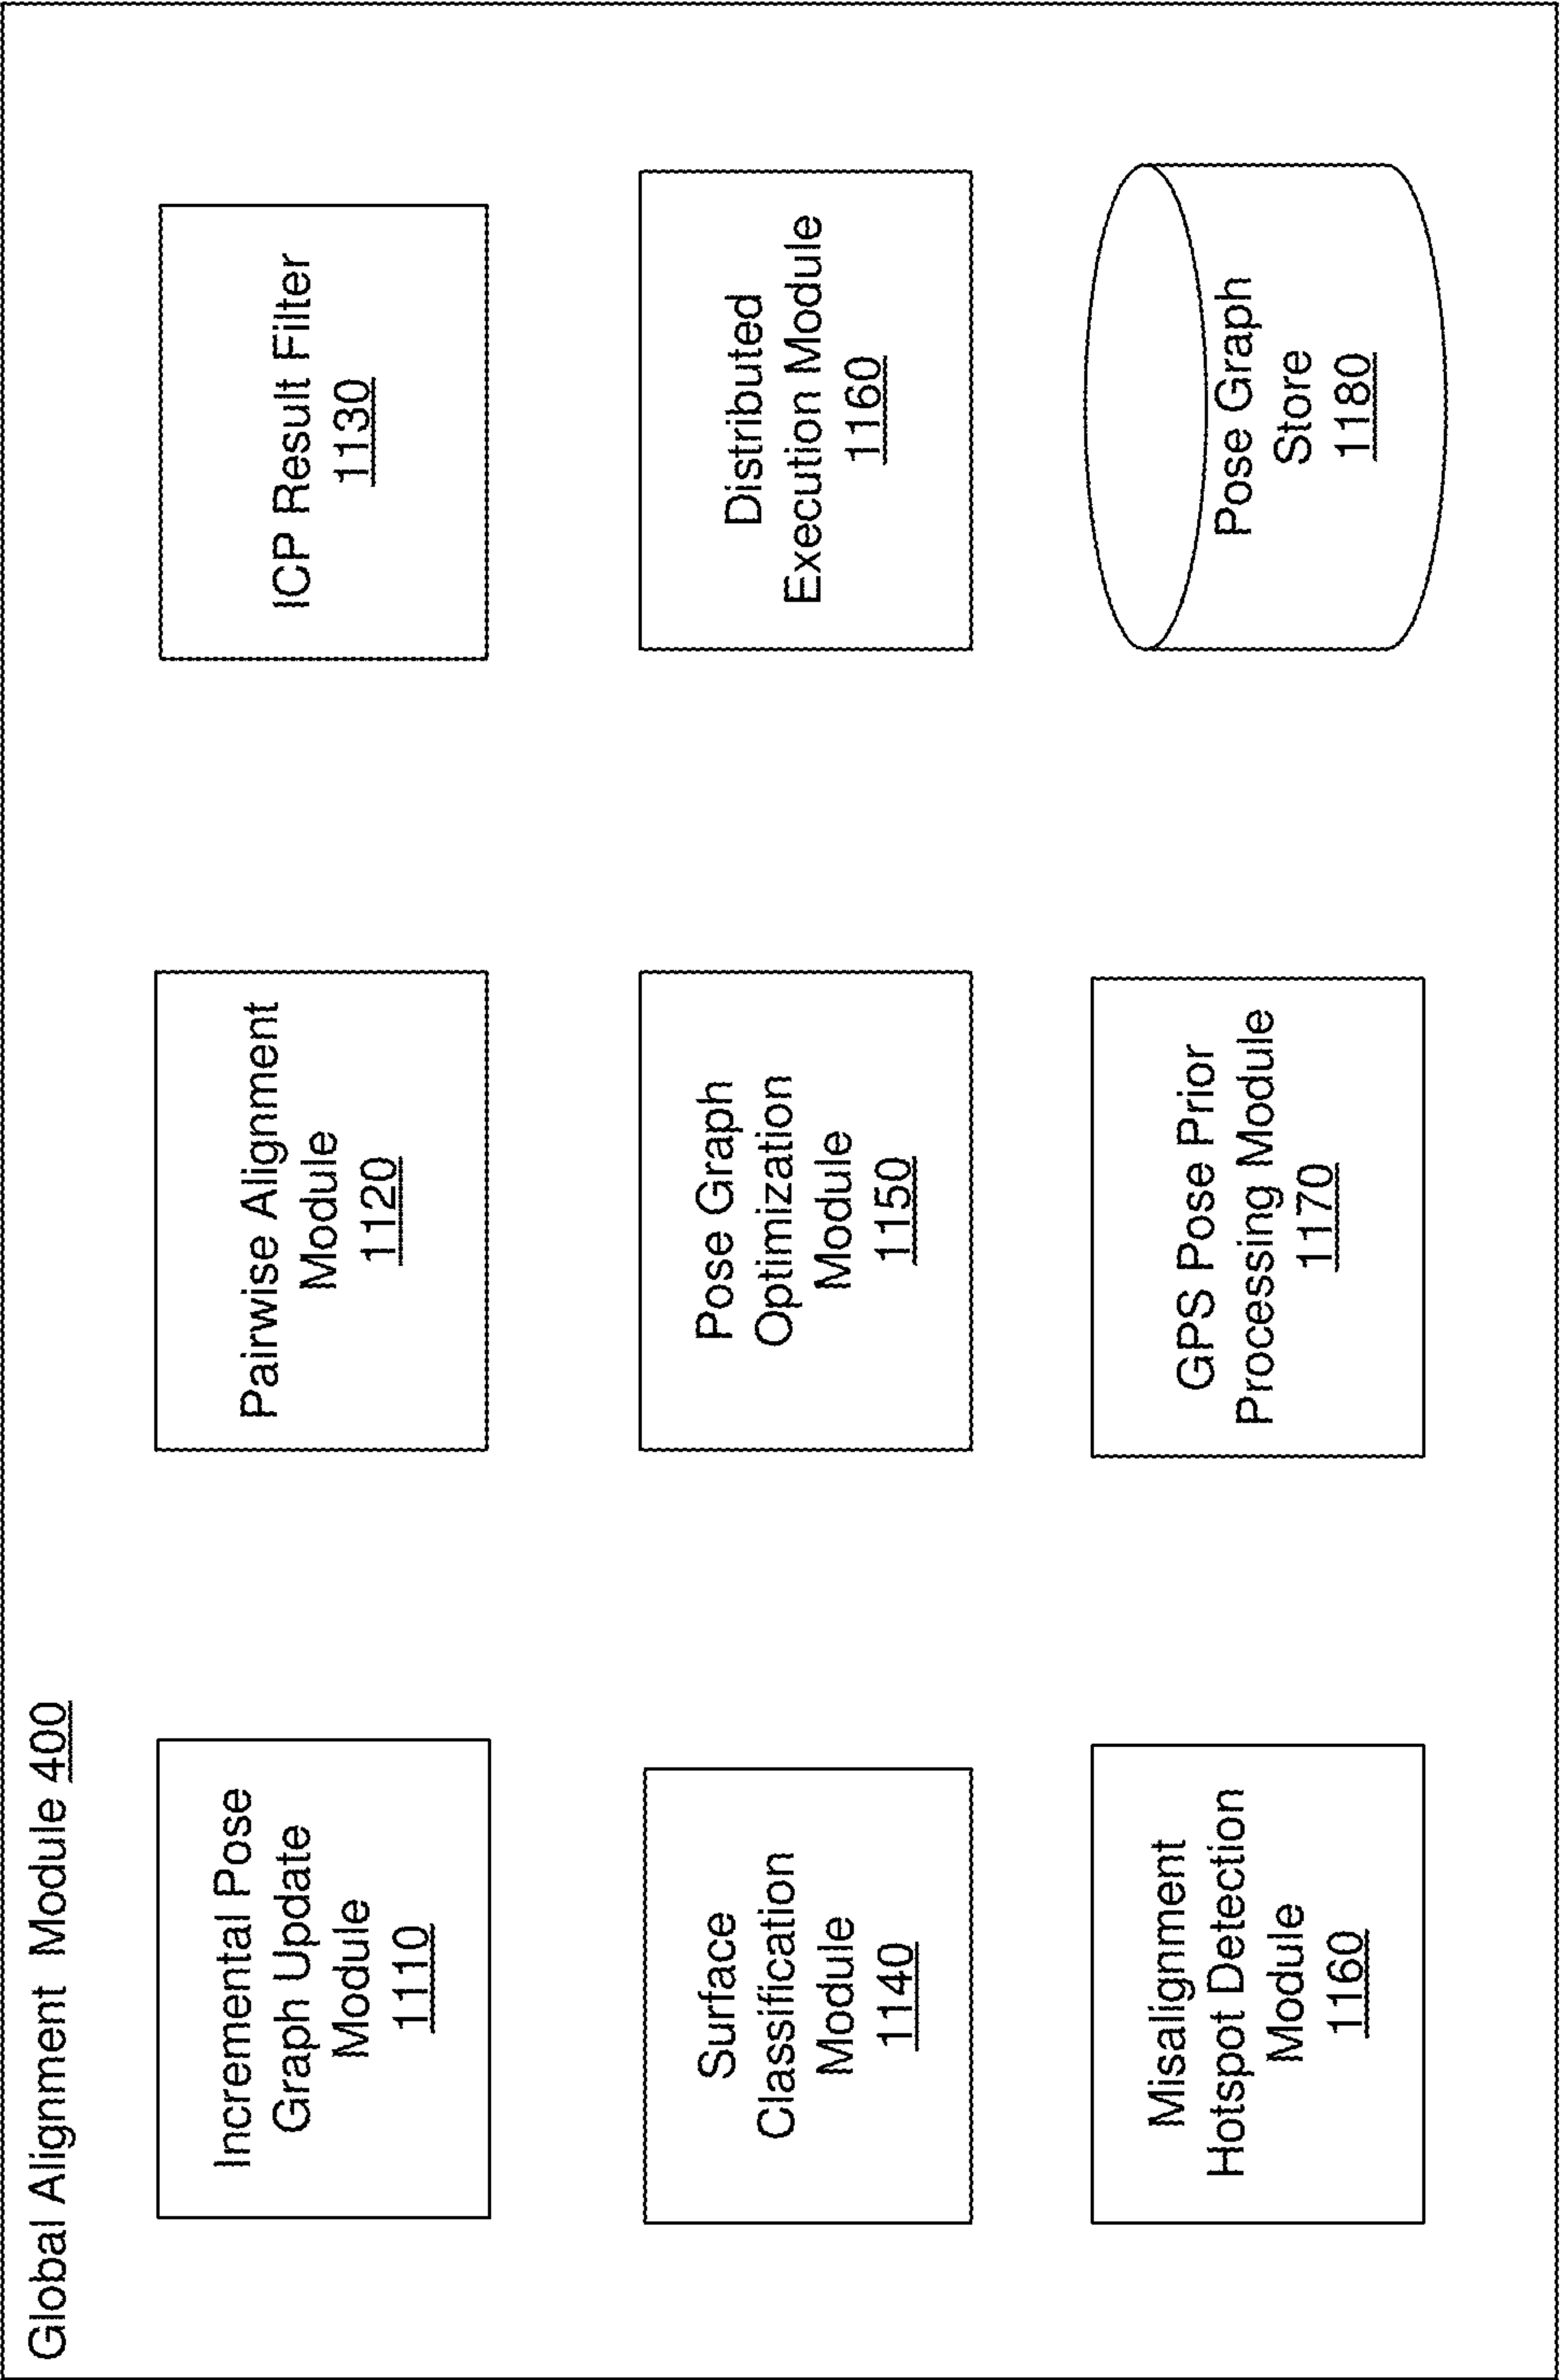 Global Alignment Module 400
Incremental Pose
Graph Update
Module
1110
Pairwise Alignment
Module
1120
ICP Result Filter
1130
Surface
Classification
Module
1140
Pose Graph
Optimization
Module
1150
Distributed
Execution Module
1160
Misalignment
Hotspot Detection
Module
1160
GPS Pose Prior
Processing Module
1170
Pose Graph
Store
1180